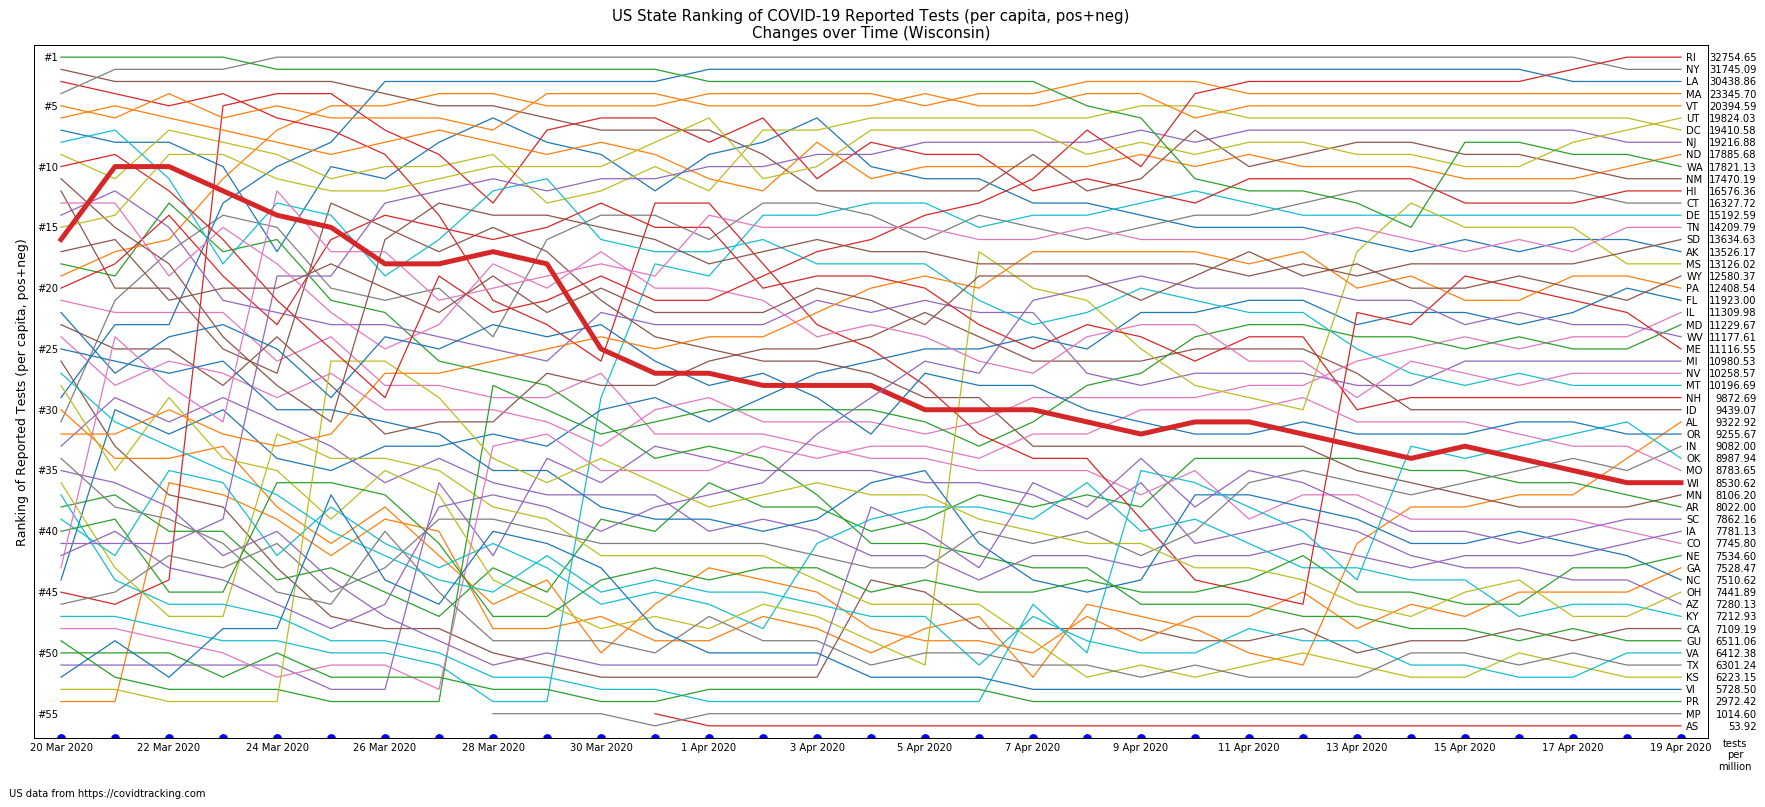 US State Ranking of COVID-19 Reported Tests (per capita, pos+neg)
Changes over Time (Wisconsin)
Ranking of Reported Tests (per capita, pos+neg)
#1
#5
#10
#15
#20
#25
#30
#35
#40
#45
#50
#55
RI 32754.65
NY 31745.09
LA 30438.86
MA 23345.70
VT 20394.59
UT 19824.03
DC 19410.58
NJ 19216.88
ND 17885.68
WA 17821.13
NM 17470.19
HI 16576.36
CT 16327.72
DE 15192.59
TN 14209.79
SD 13634.63
AK 13526.17
MS 13126.02
WY 12580.37
PA 12408.54
FL 11923.00
IL 11309.98
MD 11229.67
WV 11177.61
ME 11116.55
MI 10980.53
NV 10258.57
MT 10196.69
NH 9872.69
ID 9439.07
AL 9322.92
OR 9255.67
IN 9082.00
OK 8987.94
MO 8783.65
WI 8530.62
MN 8106.20
AR 8022.00
SC 7862.16
IA 7781.13
CO 7745.80
NE 7534.60
GA 7528.47
NC 7510.62
OH 7441.89
AZ 7280.13
KY 7212.93
CA 7109.19
GU 6511.06
VA 6412.38
TX 6301.24
KS 6223.15
VI 5728.50
PR 2972.42
MP 1014.60
AS 53.92
20 Mar 2020 22 Mar 2020 24 Mar 2020 26 Mar 2020 28 Mar 2020 30 Mar 2020 1 Apr 2020 3 Apr 2020 5 Apr 2020 7 Apr 2020 9 Apr 2020 11 Apr 2020 13 Apr 2020 15 Apr 2020 17 Apr 2020 19 Apr 2020
tests
per
million
US data from https://covidtracking.com